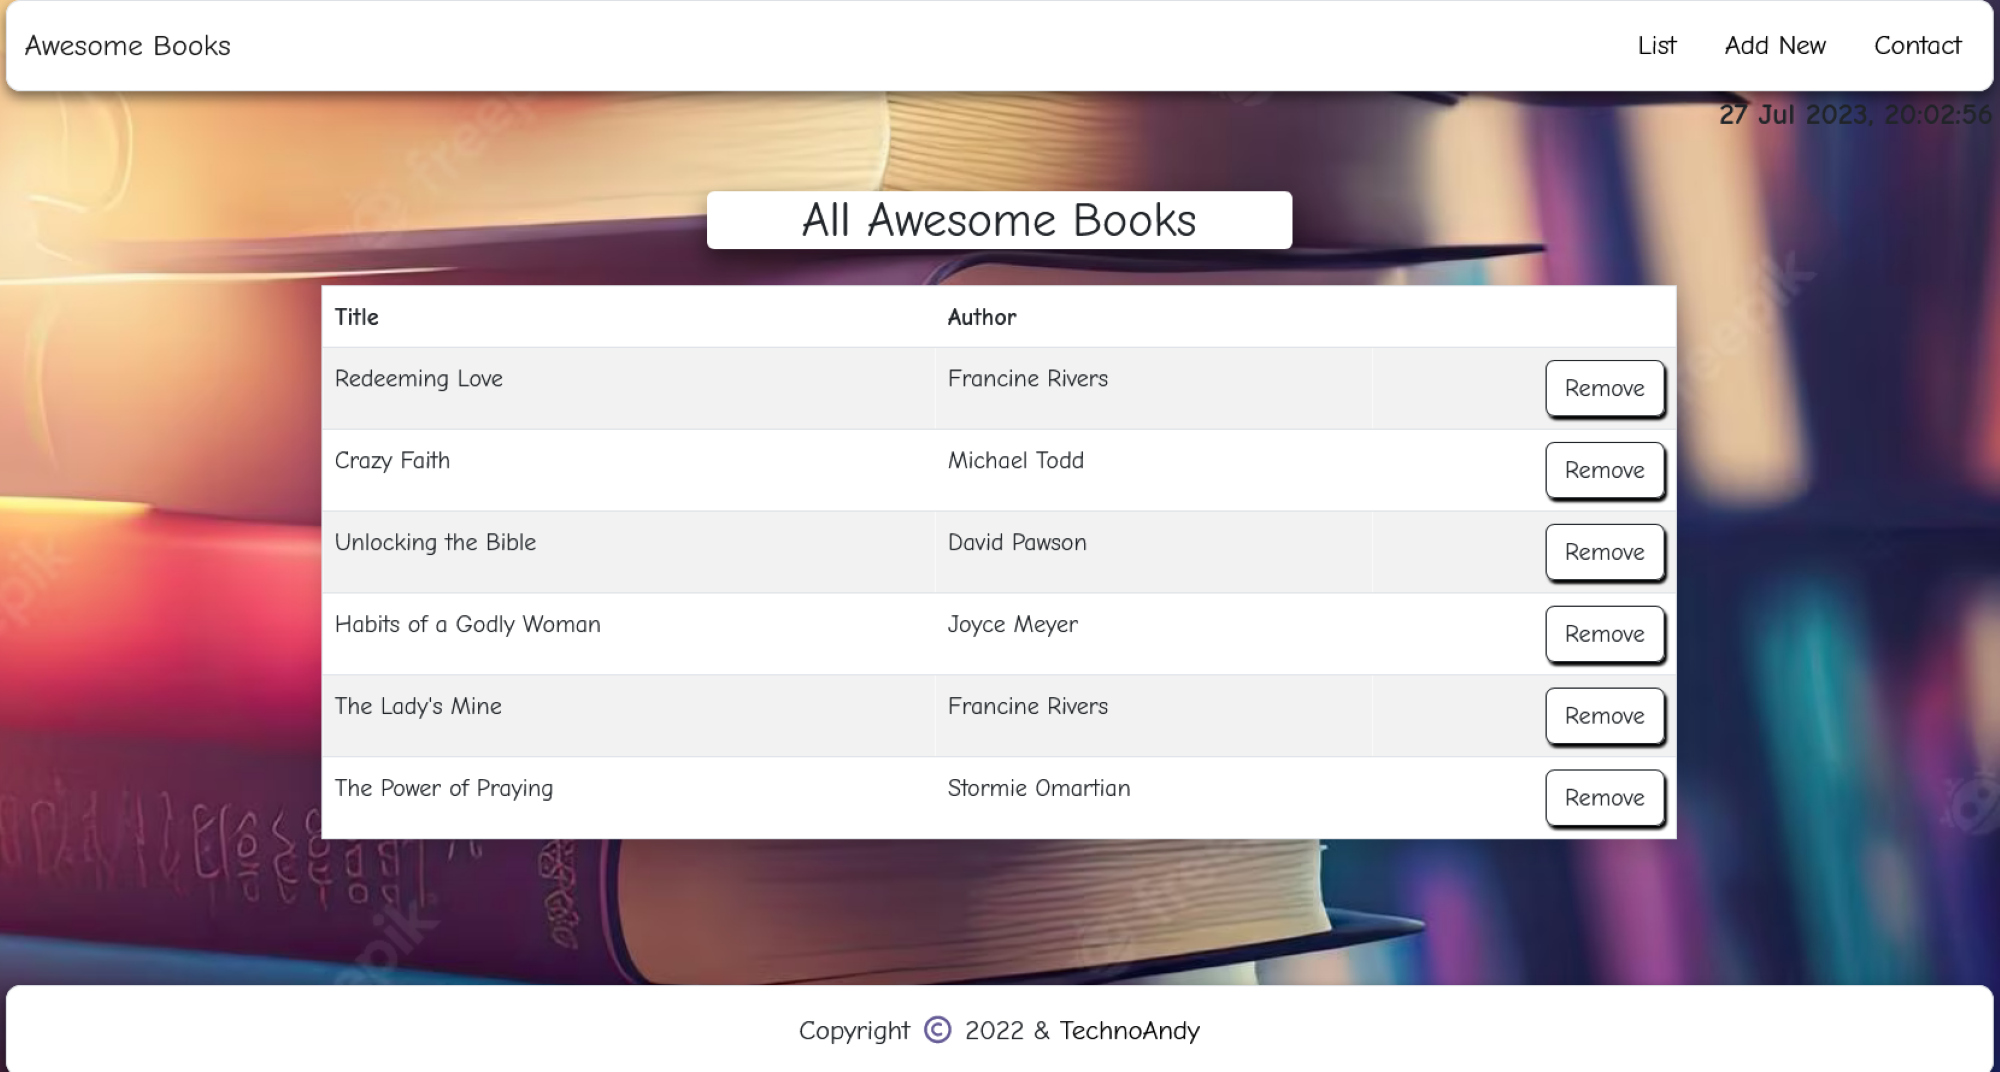 Awesome Books
List Add New Contact
27 Jul 2023, 20:02:56
All Awesome Books
Title Author
Redeeming Love Francine Rivers Remove
Crazy Faith Michael Todd Remove
Unlocking the Bible David Pawson Remove
Habits of a Godly Woman Joyce Meyer Remove
The Lady's Mine Francine Rivers Remove
The Power of Praying Stormie Omartian Remove
Copyright © 2022 & TechnoAndy